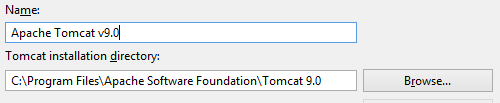 Name:
Apache Tomcat v9.0
Tomcat installation directory:
C:\Program Files\Apache Software Foundation\Tomcat 9.0
Browse...